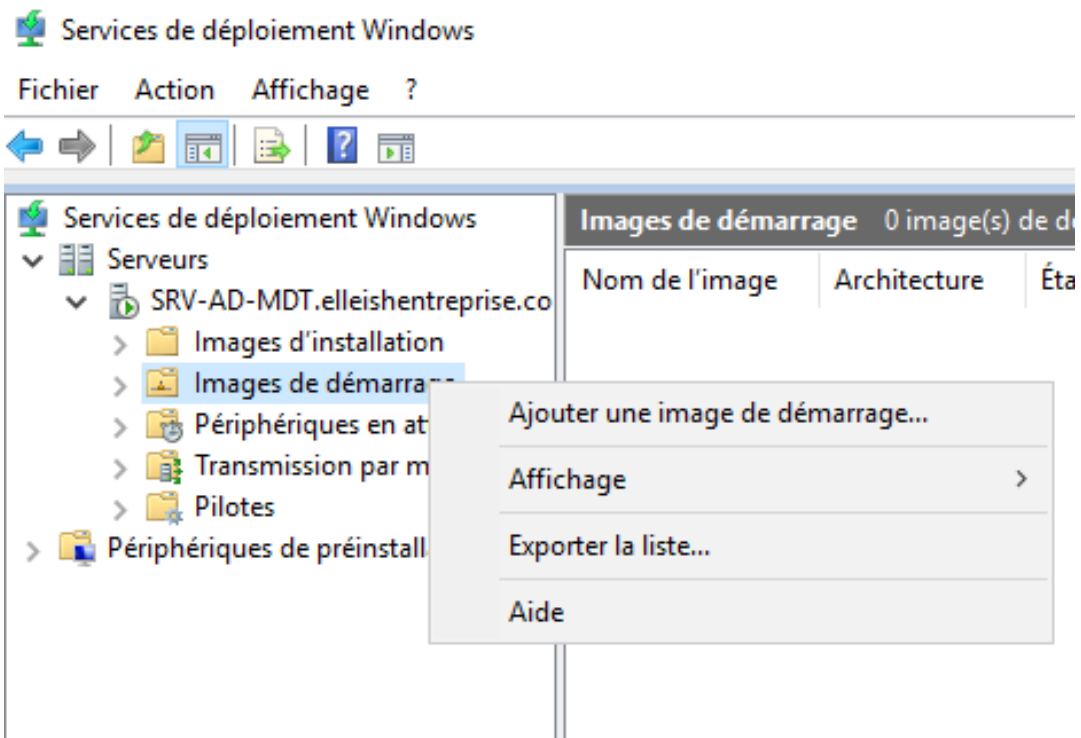 Services de déploiement Windows
Fichier Action Affichage ?
Services de déploiement Windows
Serveurs
SRV-AD-MDT.elleishentreprise.co
Images d'installation
Images de démarrage
Périphériques en at
Transmission par m
Pilotes
Périphériques de préinstall
Images de démarrage 0 image(s) de d
Nom de l'image Architecture Éta
Ajouter une image de démarrage...
Affichage
Exporter la liste...
Aide